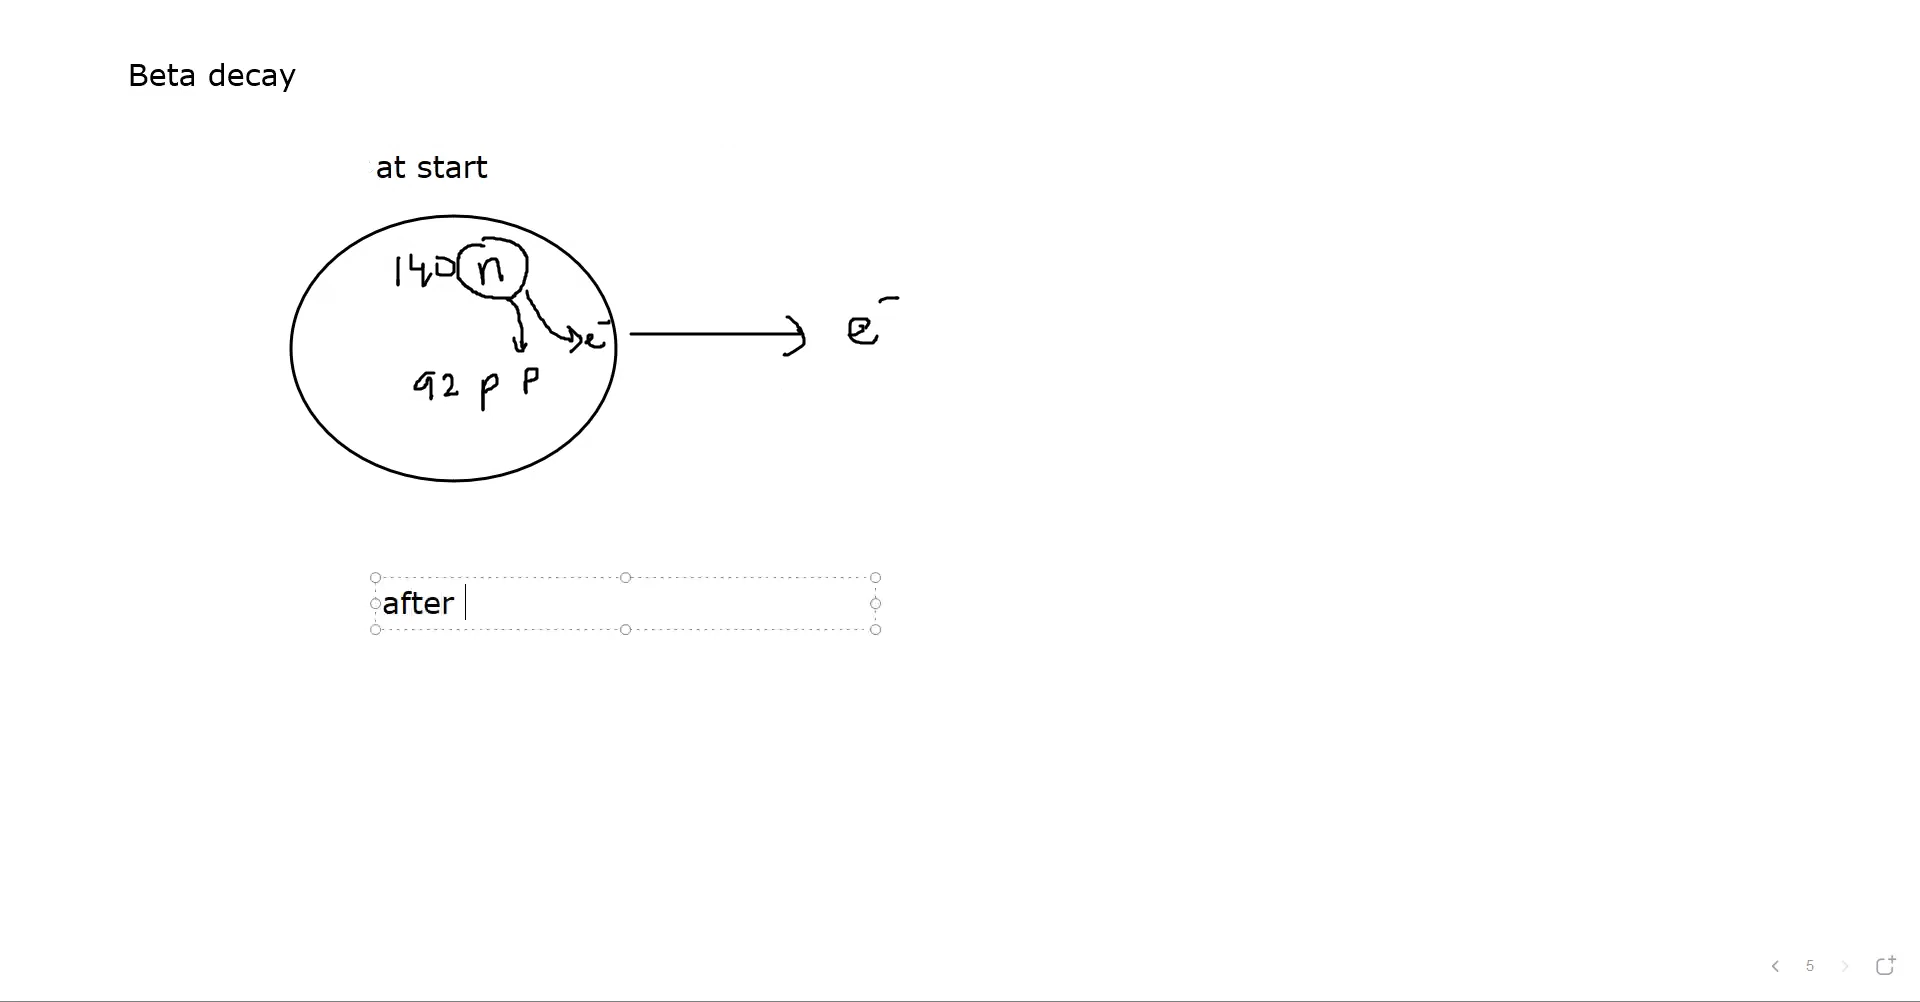 Beta decay
at start
140 n
e⁻
e⁻
92 p p
after
5